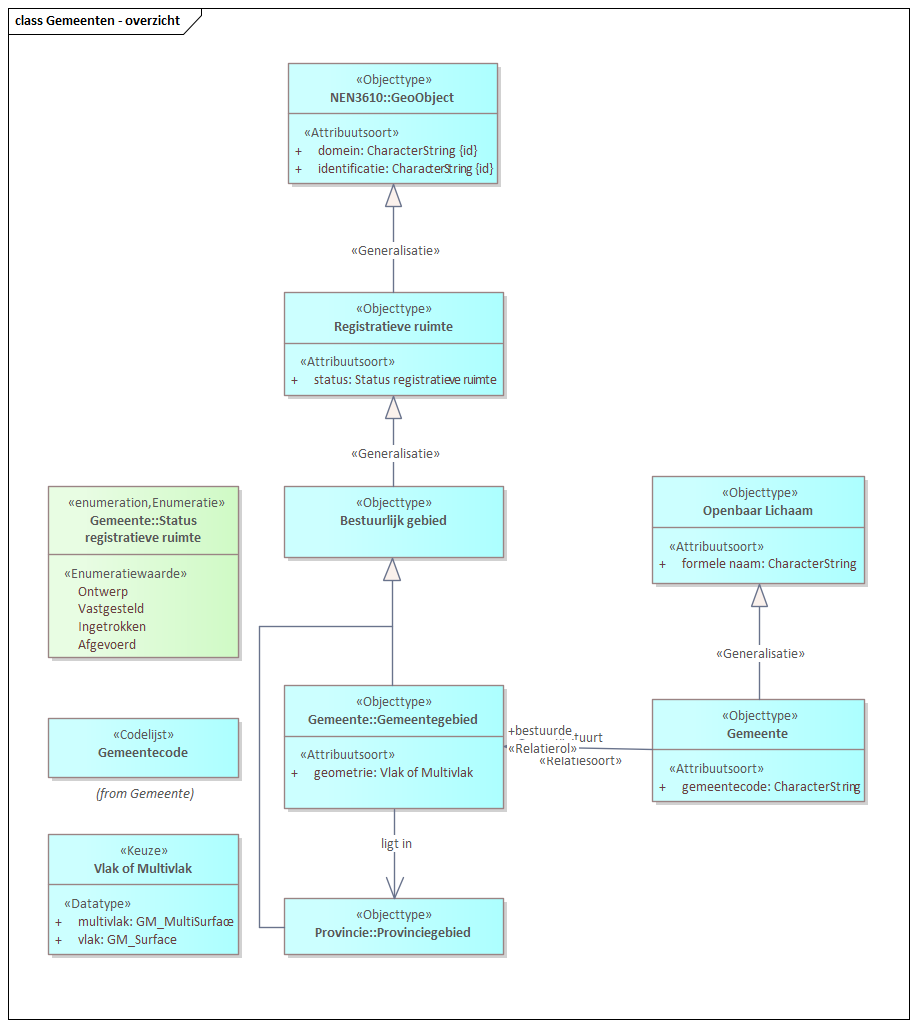 class Gemeenten - overzicht
«Objecttype»
NEN3610::GeoObject
«Attribuutsoort»
+ domein: CharacterString {id}
+ identificatie: CharacterString {id}
«Generalisatie»
«Objecttype»
Registratieve ruimte
«Attribuutsoort»
+ status: Status registratieve ruimte
«Generalisatie»
«enumeration,Enumeratie»
Gemeente::Status
registratieve ruimte
«Enumeratiewaarde»
Ontwerp
Vastgesteld
Ingetrokken
Afgevoerd
«Objecttype»
Bestuurlijk gebied
«Objecttype»
Openbaar Lichaam
«Attribuutsoort»
+ formele naam: CharacterString
«Generalisatie»
«Objecttype»
Gemeente::Gemeentegebied
«Attribuutsoort»
+ geometrie: Vlak of Multivlak
+bestuurde
«Relatierol»
«Relatiesoort»
«Objecttype»
Gemeente
«Attribuutsoort»
+ gemeentecode: CharacterString
«Codelijst»
Gemeentecode
(from Gemeente)
ligt in
«Keuze»
Vlak of Multivlak
«Datatype»
+ multivlak: GM_MultiSurface
+ vlak: GM_Surface
«Objecttype»
Provincie::Provinciegebied